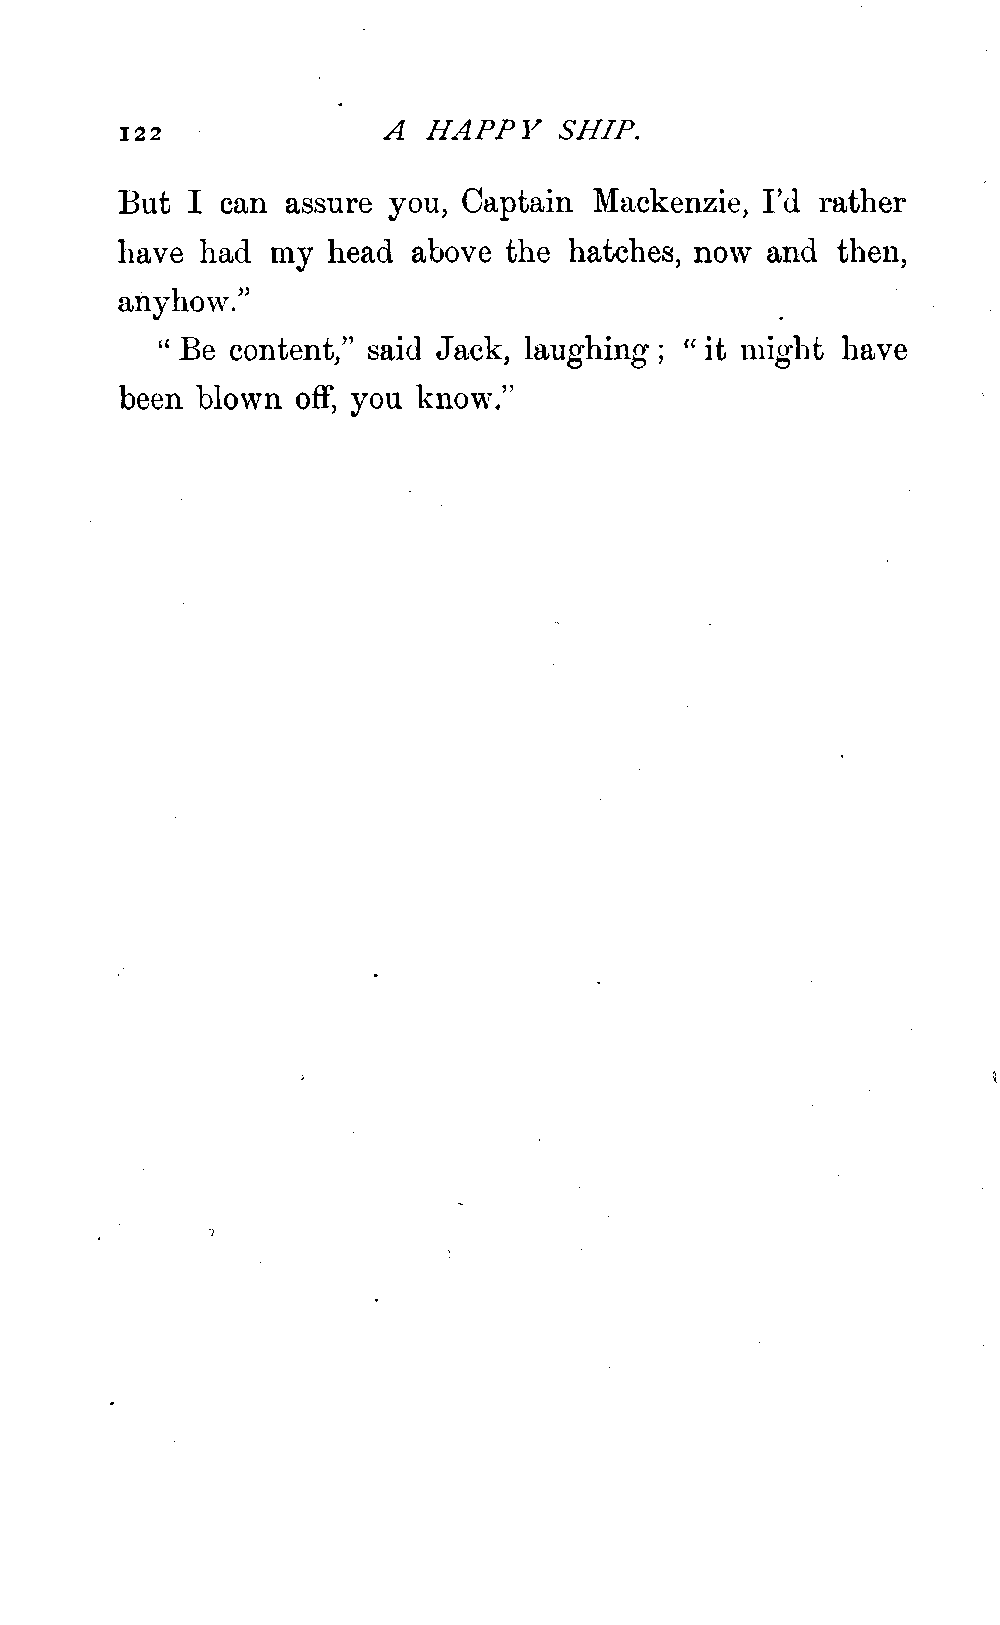 122 A HAPPY SHIP.
But I can assure you, Captain Mackenzie, I'd rather
have had my head above the hatches, now and then,
anyhow."
" Be content," said Jack, laughing ; " it might have
been blown off, you know."